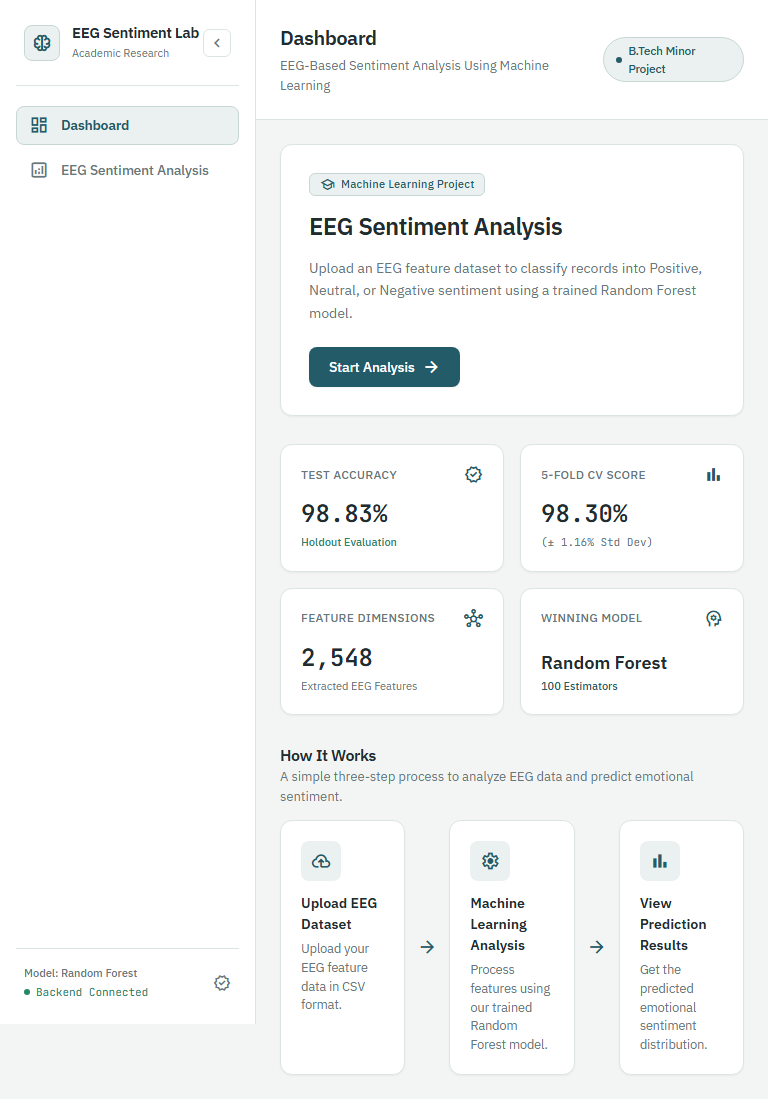 EEG Sentiment Lab
Academic Research
Dashboard
EEG Sentiment Analysis
Model: Random Forest
Backend Connected
Dashboard
EEG-Based Sentiment Analysis Using Machine
Learning
B.Tech Minor
Project
Machine Learning Project
EEG Sentiment Analysis
Upload an EEG feature dataset to classify records into Positive,
Neutral, or Negative sentiment using a trained Random Forest
model.
Start Analysis
TEST ACCURACY
98.83%
Holdout Evaluation
5-FOLD CV SCORE
98.30%
(± 1.16% Std Dev)
FEATURE DIMENSIONS
2,548
Extracted EEG Features
WINNING MODEL
Random Forest
100 Estimators
How It Works
A simple three-step process to analyze EEG data and predict emotional
sentiment.
Upload EEG
Dataset
Upload your
EEG feature
data in CSV
format.
Machine
Learning
Analysis
Process
features using
our trained
Random
Forest model.
View
Prediction
Results
Get the
predicted
emotional
sentiment
distribution.